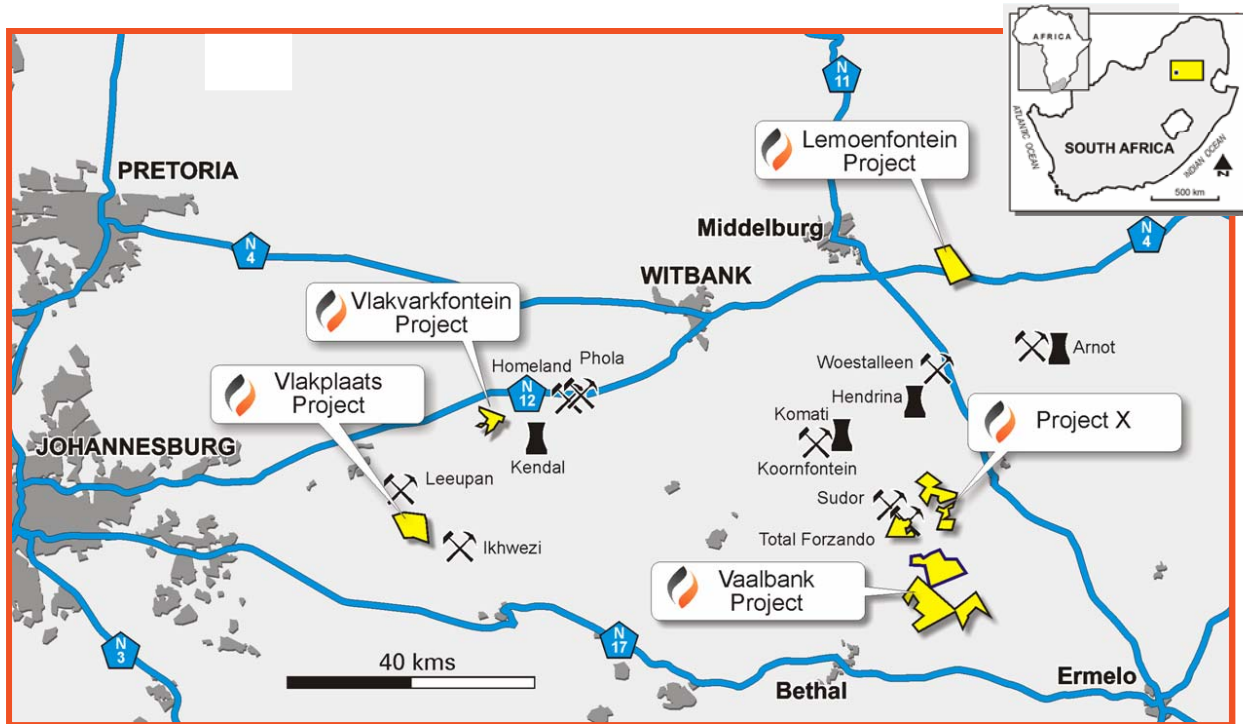 AFRICA
ATLANTIC OCEAN
SOUTH AFRICA
INDIAN OCEAN
N
500 km
N
11
PRETORIA
Lemoenfontein
Project
Middelburg
N
4
N
4
WITBANK
Vlakvarkfontein
Project
Homeland
Phola
Woestalleen
Arnot
Vlakplaats
Project
N
12
Hendrina
Komati
Project X
JOHANNESBURG
Kendal
Koornfontein
Leeupan
Sudor
Total Forzando
Ikhwezi
Vaalbank
Project
N
3
N
17
40 kms
Bethal
Ermelo